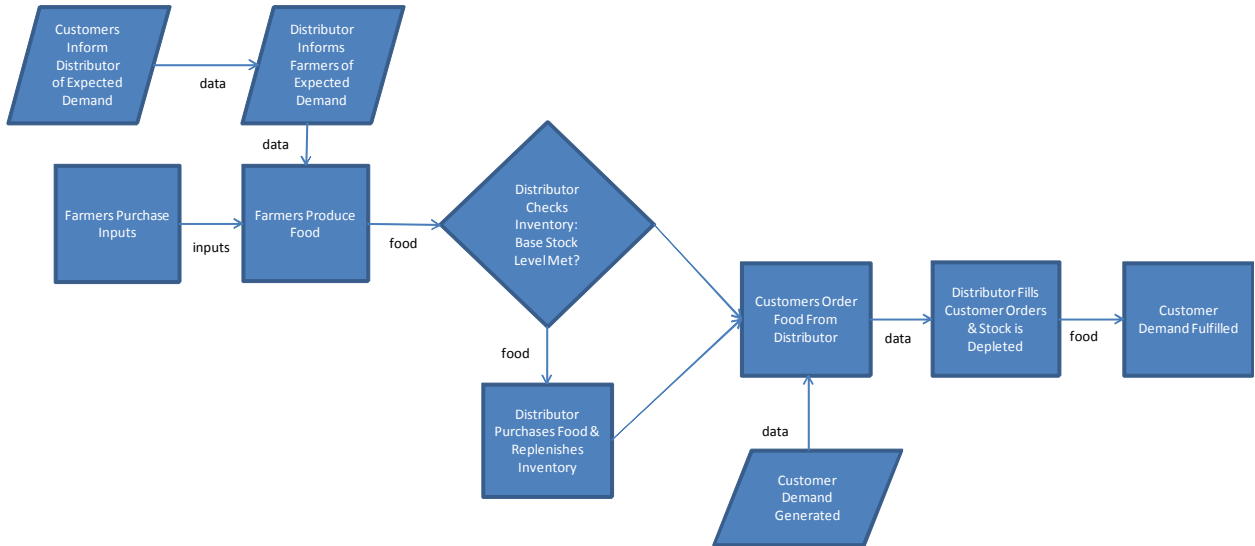 Customers
Inform
Distributor
of Expected
Demand
data
Distributor
Informs
Farmers of
Expected
Demand
data
Farmers Purchase
Inputs
inputs
Farmers Produce
Food
food
Distributor
Checks
Inventory:
Base Stock
Level Met?
food
Distributor
Purchases Food &
Replenishes
Inventory
Customers Order
Food From
Distributor
data
Customer
Demand
Generated
data
Distributor Fills
Customer Orders
& Stock is
Depleted
food
Customer
Demand Fulfilled